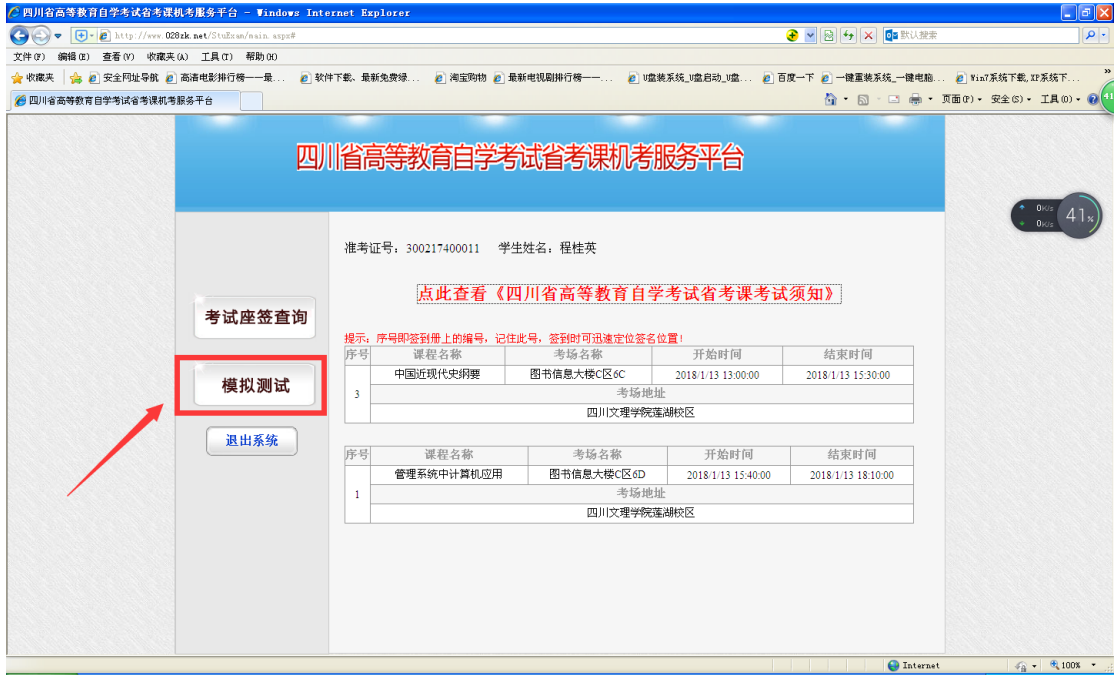 四川省高等教育自学考试省考课机考服务平台 - Windows Internet Explorer
http://www.028zk.net/StuExam/main.aspx# 默认搜索
文件(F) 编辑(E) 查看(V) 收藏夹(A) 工具(T) 帮助(H)
收藏夹 安全网址导航 高清电影排行榜——最... 软件下载、最新免费绿... 淘宝购物 最新电视剧排行榜——... U盘装系统_U盘启动_U盘... 百度一下 一键重装系统_一键电脑... Win7系统下载,XP系统下... »
四川省高等教育自学考试省考课机考服务平台 页面(P) 安全(S) 工具(O) 41
四川省高等教育自学考试省考课机考服务平台
0K/s
0K/s
41%
准考证号：300217400011 学生姓名：程桂英
点此查看《四川省高等教育自学考试省考课考试须知》
考试座签查询
模拟测试
退出系统
提示：序号即签到册上的编号，记住此号，签到时可迅速定位签名位置！
序号 课程名称 考场名称 开始时间 结束时间
中国近现代史纲要 图书信息大楼C区6C 2018/1/13 13:00:00 2018/1/13 15:30:00
3 考场地址
四川文理学院莲湖校区
序号 课程名称 考场名称 开始时间 结束时间
管理系统中计算机应用 图书信息大楼C区6D 2018/1/13 15:40:00 2018/1/13 18:10:00
1 考场地址
四川文理学院莲湖校区
Internet 100%